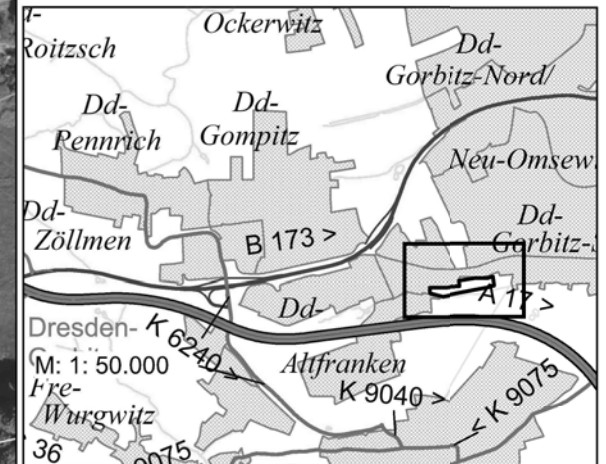 Ockerwitz
Roitzsch
Dd-
Gorbitz-Nord/
Dd-
Pennrich
Dd-
Gompitz
Neu-Omsew.
Dd-
Zöllmen
B 173 >
Dd-
Gorbitz-S
A 17 >
Dd-
Altfranken
Dresden-
K 6240 >
M: 1: 50.000
K 9040 >
< K 9075
Fre-
Wurgwitz
36
9075